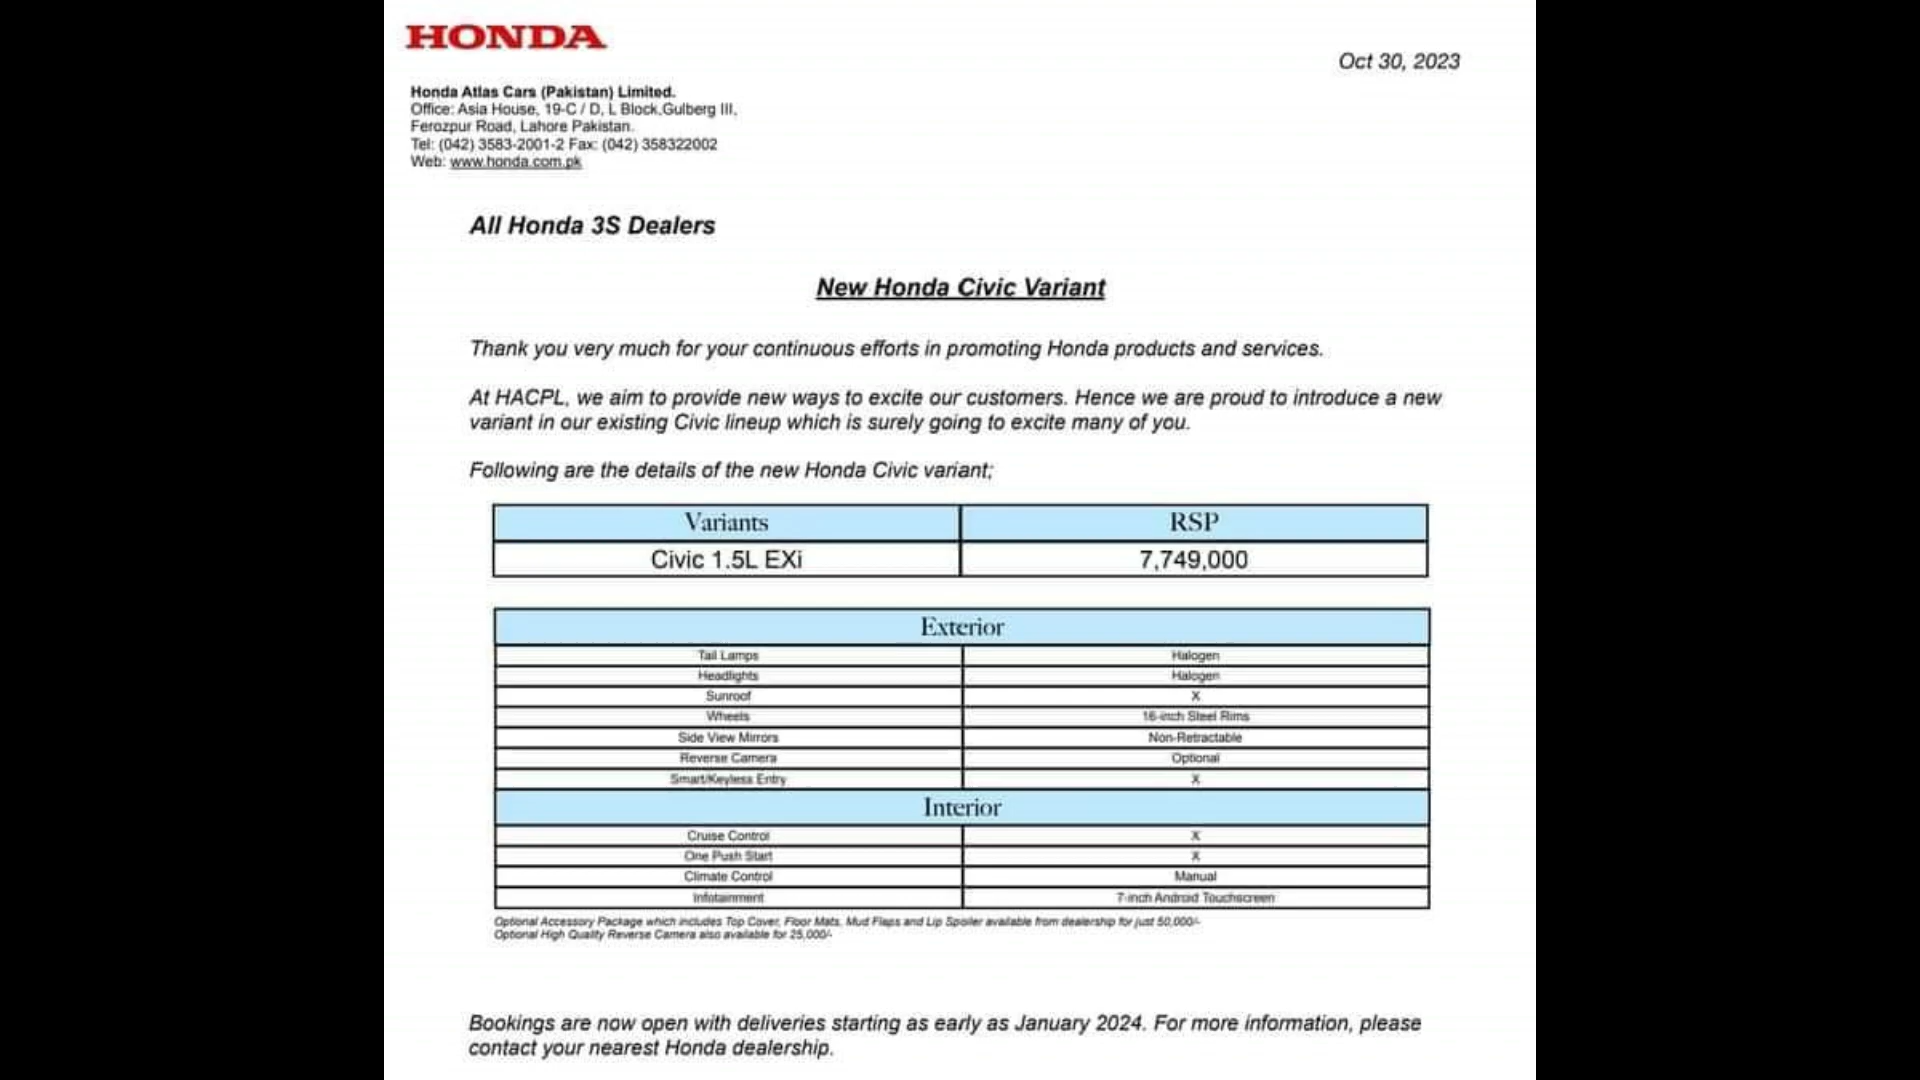 HONDA
Oct 30, 2023
Honda Atlas Cars (Pakistan) Limited.
Office: Asia House, 19-C / D, L Block,Gulberg III,
Ferozpur Road, Lahore Pakistan.
Tel: (042) 3583-2001-2 Fax: (042) 358322002
Web: www.honda.com.pk
All Honda 3S Dealers
New Honda Civic Variant
Thank you very much for your continuous efforts in promoting Honda products and services.
At HACPL, we aim to provide new ways to excite our customers. Hence we are proud to introduce a new
variant in our existing Civic lineup which is surely going to excite many of you.
Following are the details of the new Honda Civic variant;
Variants RSP
Civic 1.5L EXi 7,749,000
Exterior
Tail Lamps Halogen
Headlights Halogen
Sunroof X
Wheels 16-inch Steel Rims
Side View Mirrors Non-Retractable
Reverse Camera Optional
Smart/Keyless Entry X
Interior
Cruise Control X
One Push Start X
Climate Control Manual
Infotainment 7-inch Android Touchscreen
Optional Accessory Package which includes Top Cover, Floor Mats, Mud Flaps and Lip Spoiler available from dealership for just 50,000/-
Optional High Quality Reverse Camera also available for 25,000/-
Bookings are now open with deliveries starting as early as January 2024. For more information, please
contact your nearest Honda dealership.